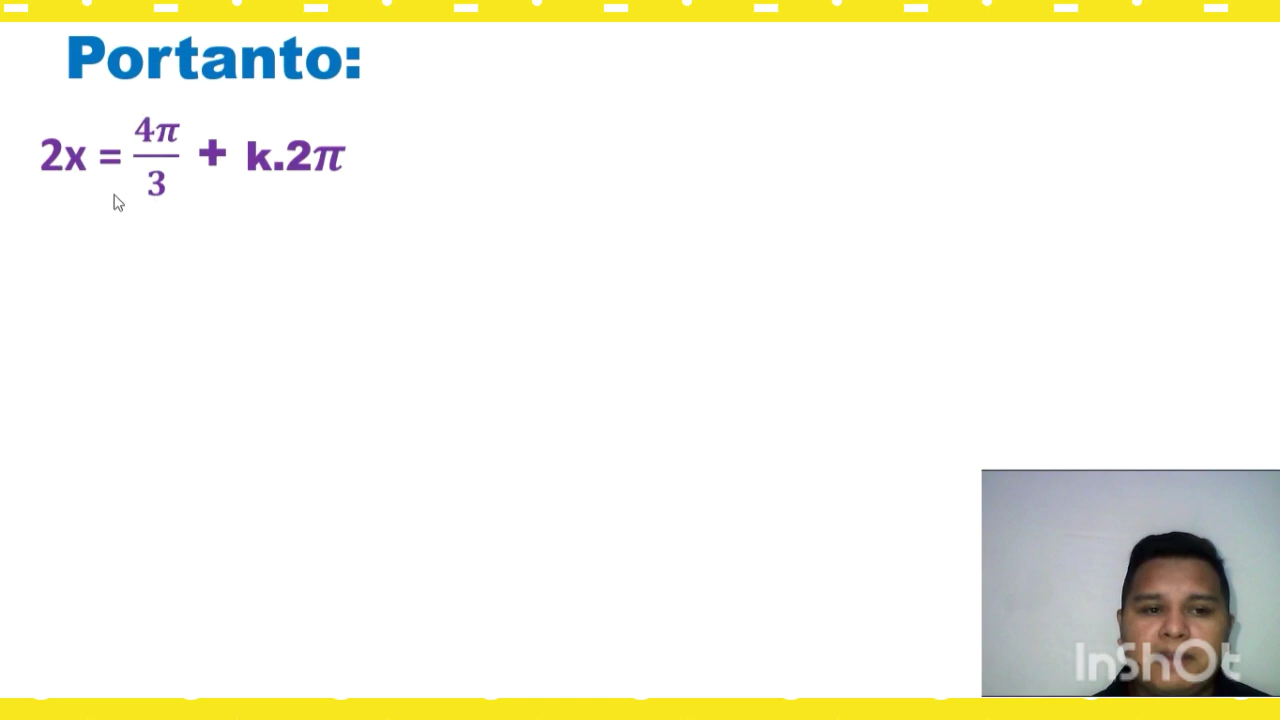 Portanto:
2x = 4π/3 + k.2π
InShOt